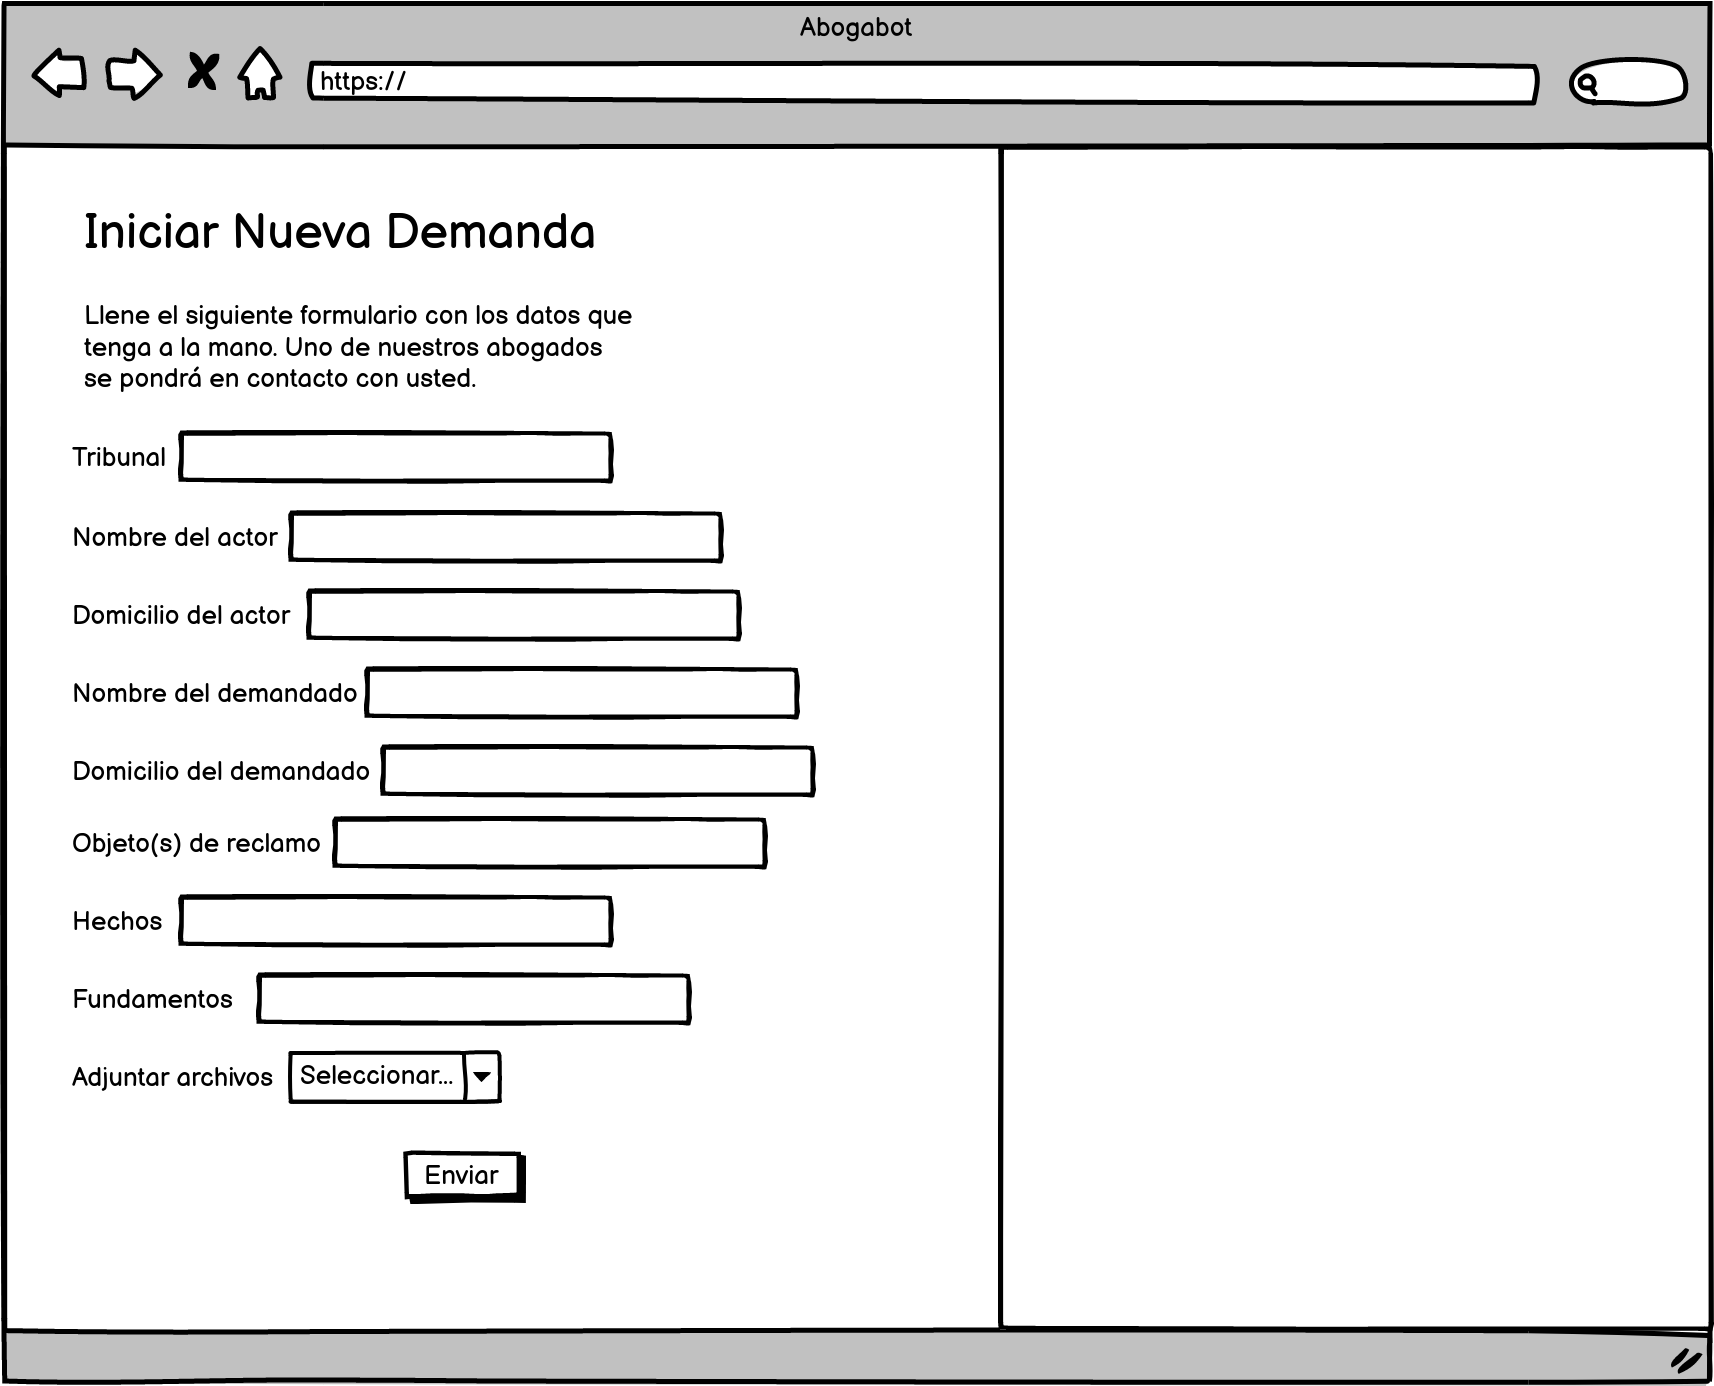 Abogabot
https://
Iniciar Nueva Demanda
Llene el siguiente formulario con los datos que
tenga a la mano. Uno de nuestros abogados
se pondrá en contacto con usted.
Tribunal
Nombre del actor
Domicilio del actor
Nombre del demandado
Domicilio del demandado
Objeto(s) de reclamo
Hechos
Fundamentos
Adjuntar archivos Seleccionar...
Enviar